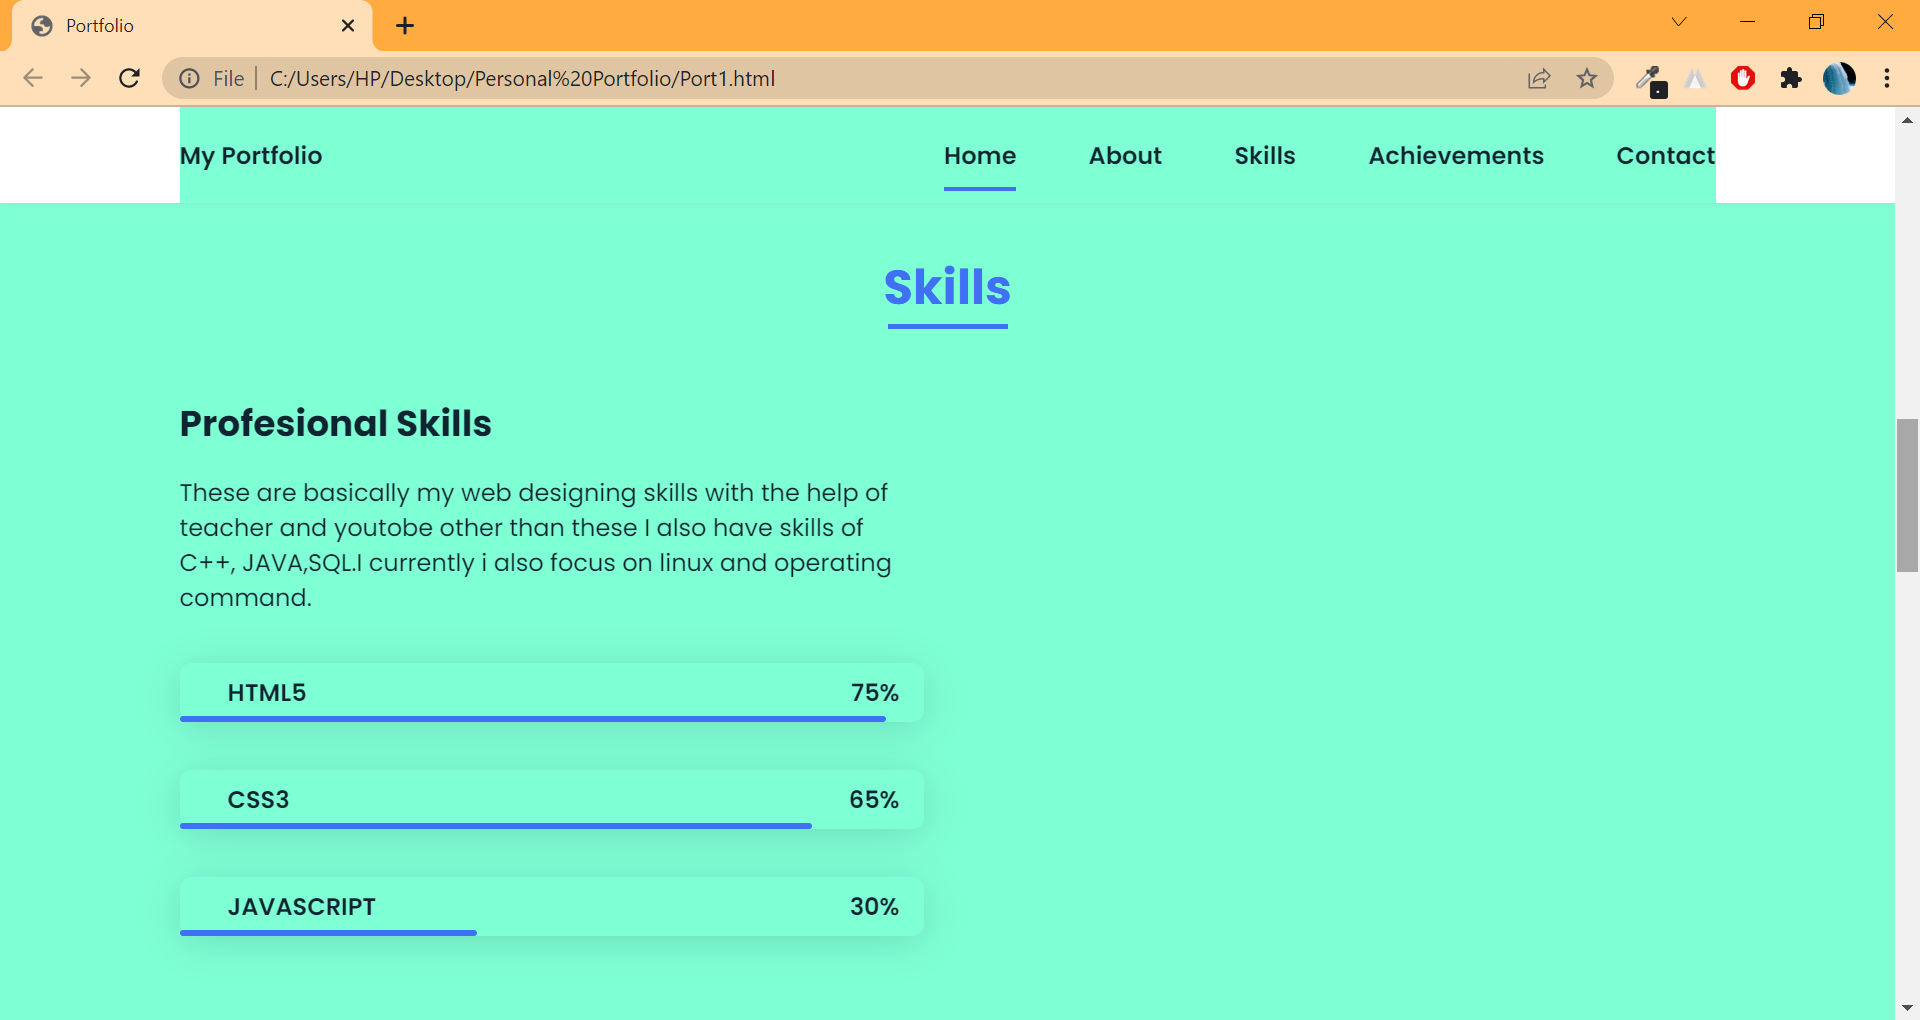 Portfolio
File | C:/Users/HP/Desktop/Personal%20Portfolio/Port1.html
My Portfolio Home About Skills Achievements Contact
Skills
Profesional Skills
These are basically my web designing skills with the help of
teacher and youtobe other than these I also have skills of
C++, JAVA,SQL.I currently i also focus on linux and operating
command.
HTML5 75%
CSS3 65%
JAVASCRIPT 30%